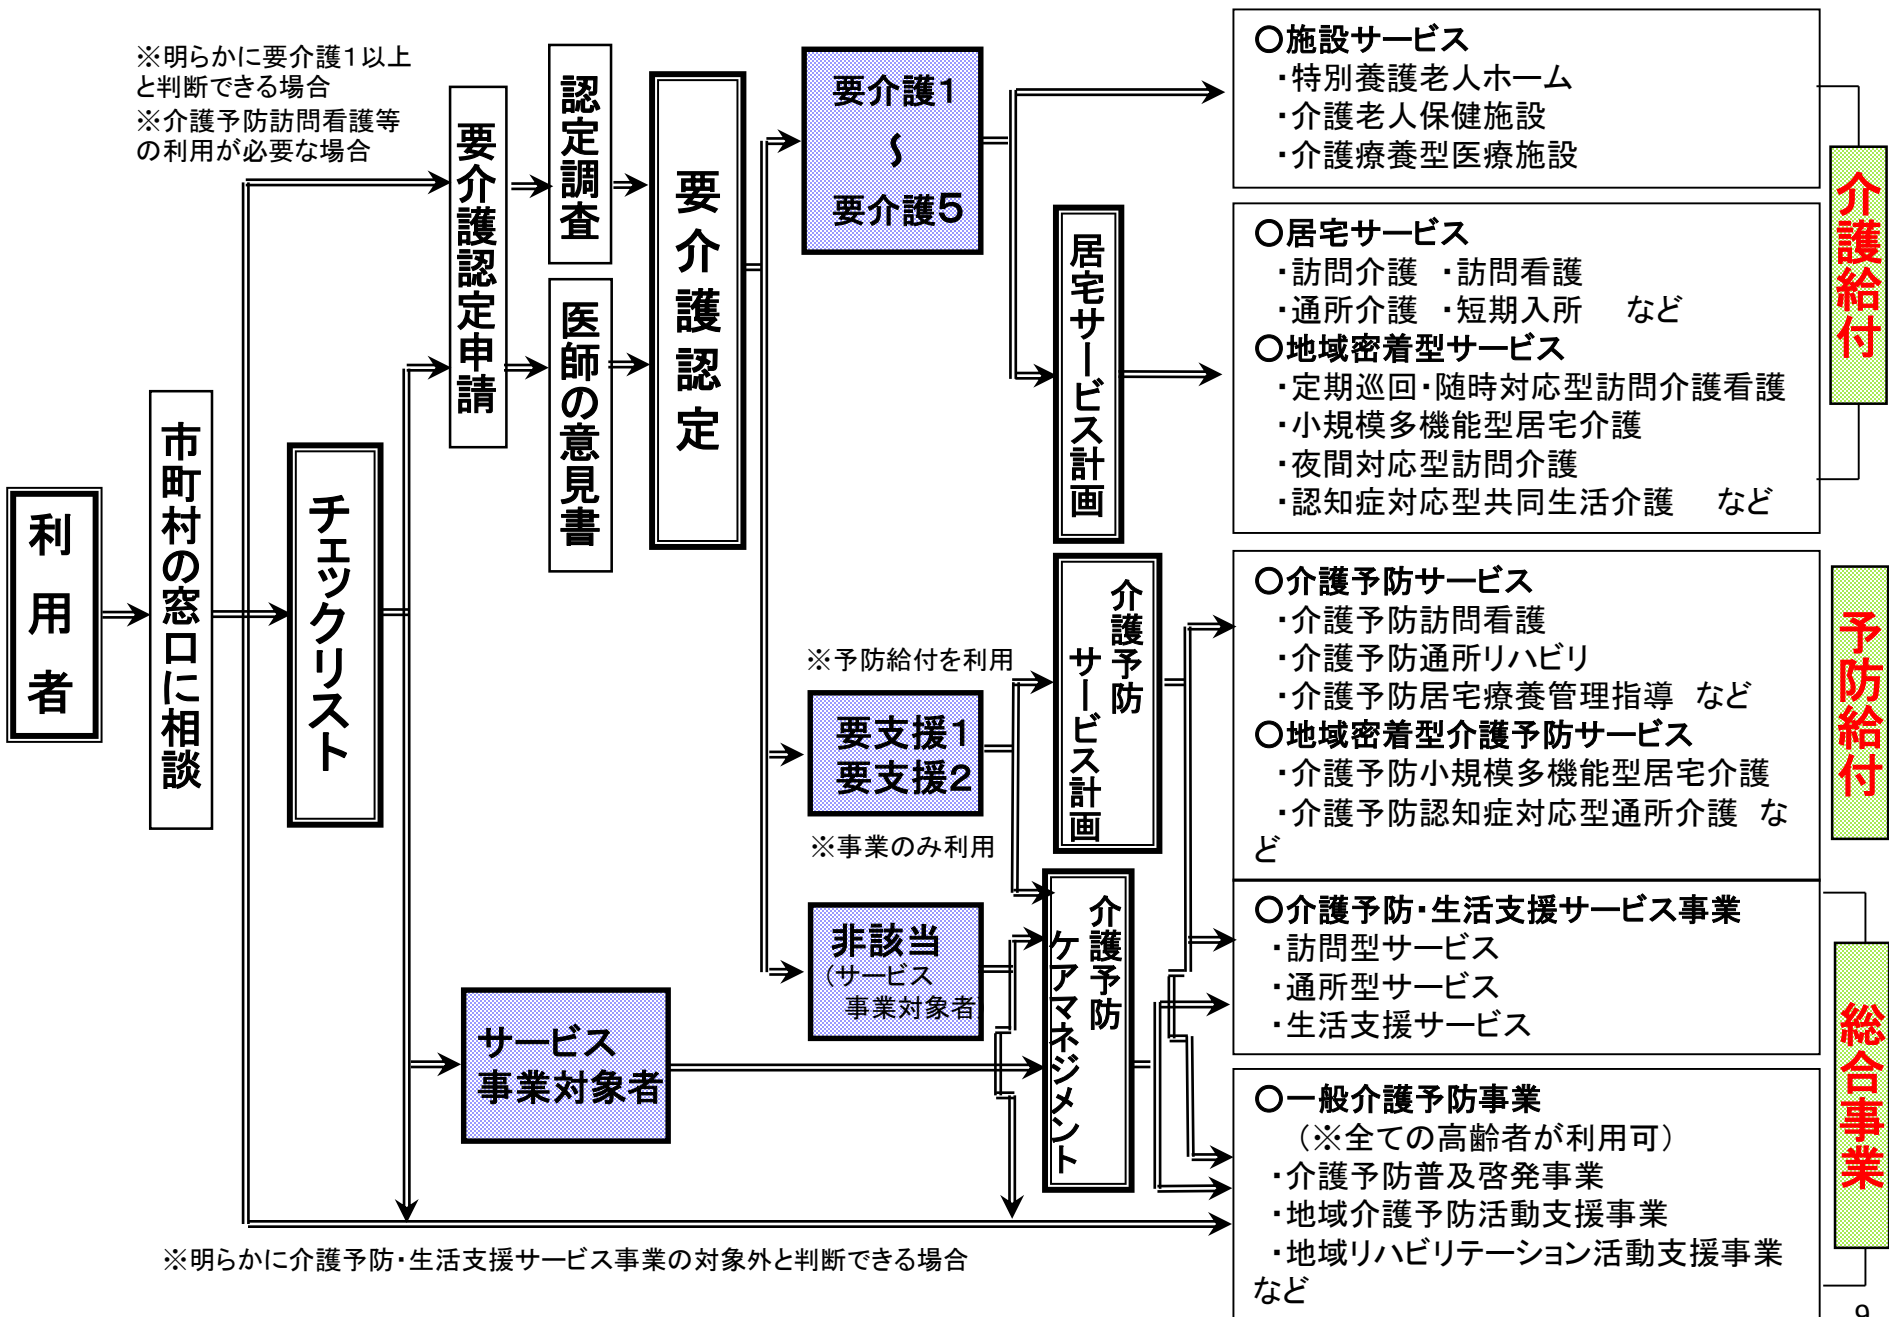 ※明らかに要介護1以上
と判断できる場合
※介護予防訪問看護等
の利用が必要な場合
利用者
市町村の窓口に相談
チェックリスト
要介護認定申請
認定調査
医師の意見書
要介護認定
要介護1
〜
要介護5
※予防給付を利用
要支援1
要支援2
※事業のみ利用
非該当
(サービス
事業対象者
サービス
事業対象者
居宅サービス計画
介護予防
サービス計画
介護予防
ケアマネジメント
○施設サービス
・特別養護老人ホーム
・介護老人保健施設
・介護療養型医療施設
○居宅サービス
・訪問介護 ・訪問看護
・通所介護 ・短期入所 など
○地域密着型サービス
・定期巡回・随時対応型訪問介護看護
・小規模多機能型居宅介護
・夜間対応型訪問介護
・認知症対応型共同生活介護 など
○介護予防サービス
・介護予防訪問看護
・介護予防通所リハビリ
・介護予防居宅療養管理指導 など
○地域密着型介護予防サービス
・介護予防小規模多機能型居宅介護
・介護予防認知症対応型通所介護 な
ど
○介護予防・生活支援サービス事業
・訪問型サービス
・通所型サービス
・生活支援サービス
○一般介護予防事業
(※全ての高齢者が利用可)
・介護予防普及啓発事業
・地域介護予防活動支援事業
・地域リハビリテーション活動支援事業
など
介護給付
予防給付
総合事業
※明らかに介護予防・生活支援サービス事業の対象外と判断できる場合
9